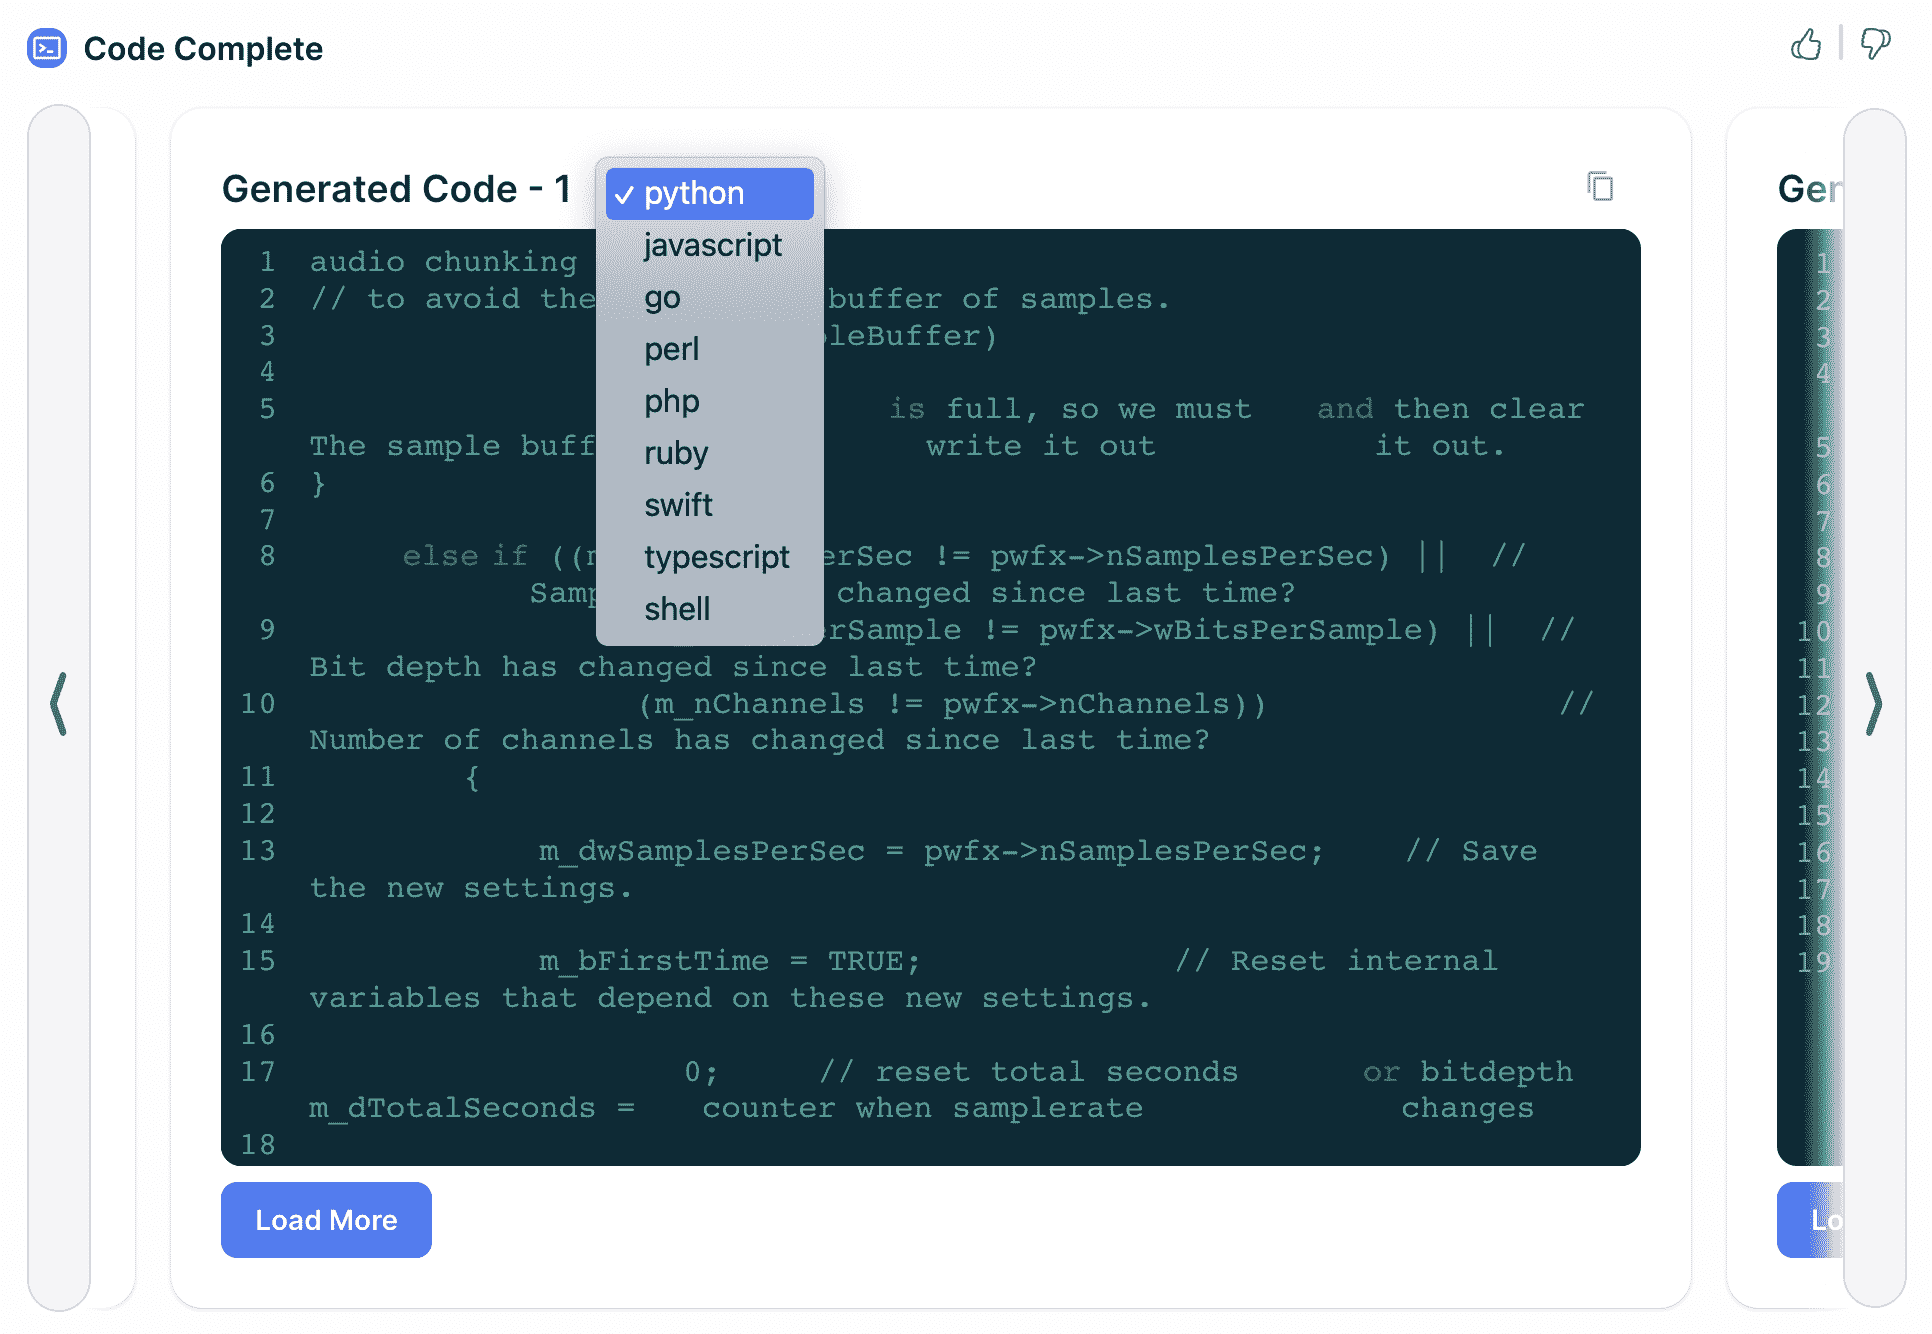 Code Complete
Generated Code - 1
✓ python
javascript
go
perl
php
ruby
swift
typescript
shell
1 audio chunking
2 // to avoid the buffer of samples.
3 leBuffer)
4
5 is full, so we must and then clear
The sample buff write it out it out.
6 }
7
8 else if (( erSec != pwfx->nSamplesPerSec) || //
Samp changed since last time?
9 rSample != pwfx->wBitsPerSample) || //
Bit depth has changed since last time?
10 (m_nChannels != pwfx->nChannels)) //
Number of channels has changed since last time?
11 {
12
13 m_dwSamplesPerSec = pwfx->nSamplesPerSec; // Save
the new settings.
14
15 m_bFirstTime = TRUE; // Reset internal
variables that depend on these new settings.
16
17 0; // reset total seconds or bitdepth
m_dTotalSeconds = counter when samplerate changes
18
Load More
Gen
1
2
3
4
5
6
7
8
9
10
11
12
13
14
15
16
17
18
19
Lo